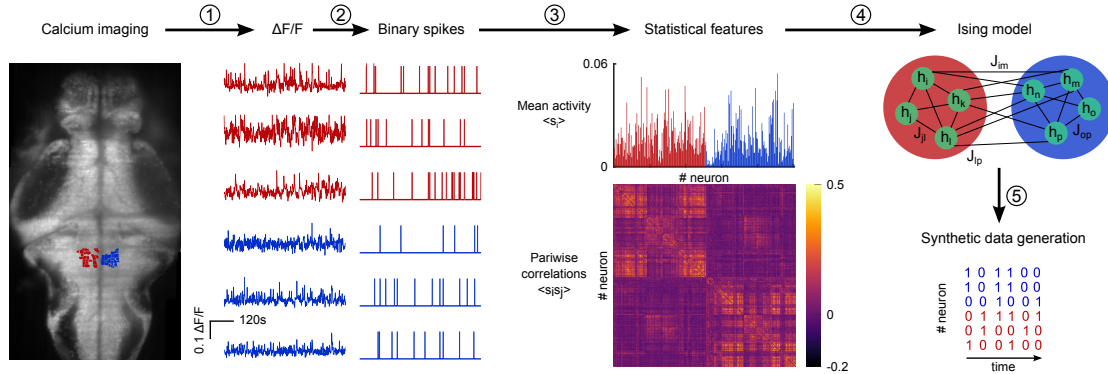 1 2 3 4
Calcium imaging ΔF/F Binary spikes Statistical features Ising model
0.06
Mean activity
<si>
0
# neuron
Jim
hi hm
hn
hk ho
hj
Jjl hl hp Jop
Jlp
5
Synthetic data generation
Pariwise
correlations
<sisj>
# neuron
0.5
0
-0.2
0.1 ΔF/F
120s
# neuron
1 0 1 1 0 0
1 0 0 1 0 0
0 0 1 1 0 1
0 0 0 0 0 1
0 1 0 1 1 0
1 0 0 1 0 0
time